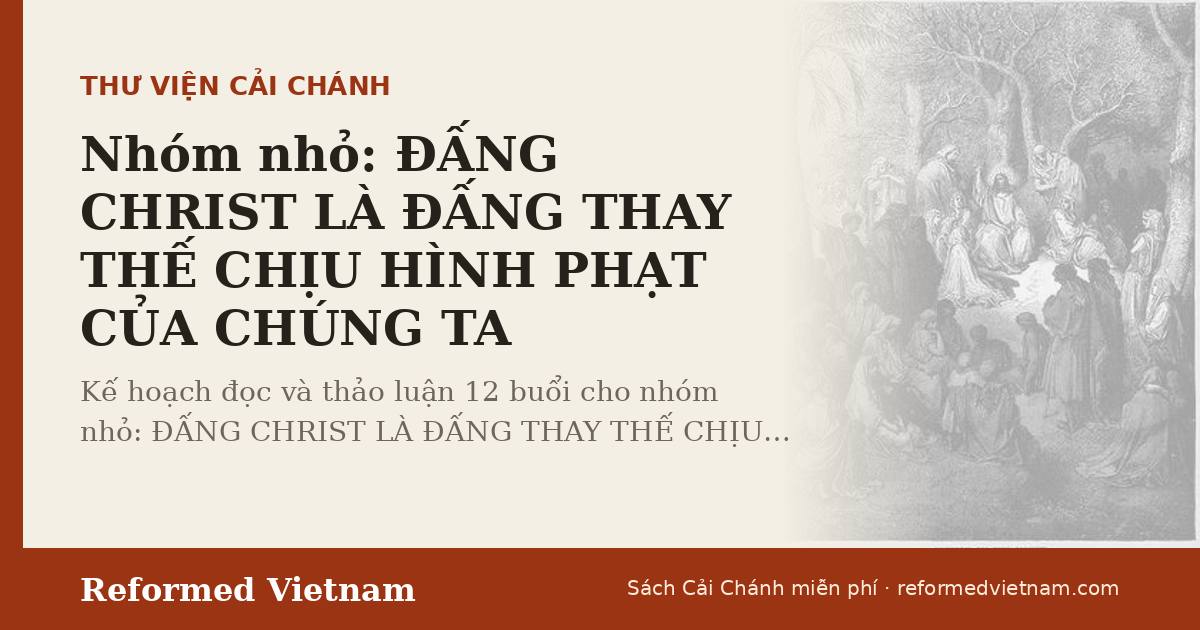 THƯ VIỆN CẢI CHÁNH
Nhóm nhỏ: ĐẤNG
CHRIST LÀ ĐẤNG THAY
THẾ CHỊU HÌNH PHẠT
CỦA CHÚNG TA
Kế hoạch đọc và thảo luận 12 buổi cho nhóm
nhỏ: ĐẤNG CHRIST LÀ ĐẤNG THAY THẾ CHỊU…
Reformed Vietnam
Sách Cải Chánh miễn phí · reformedvietnam.com